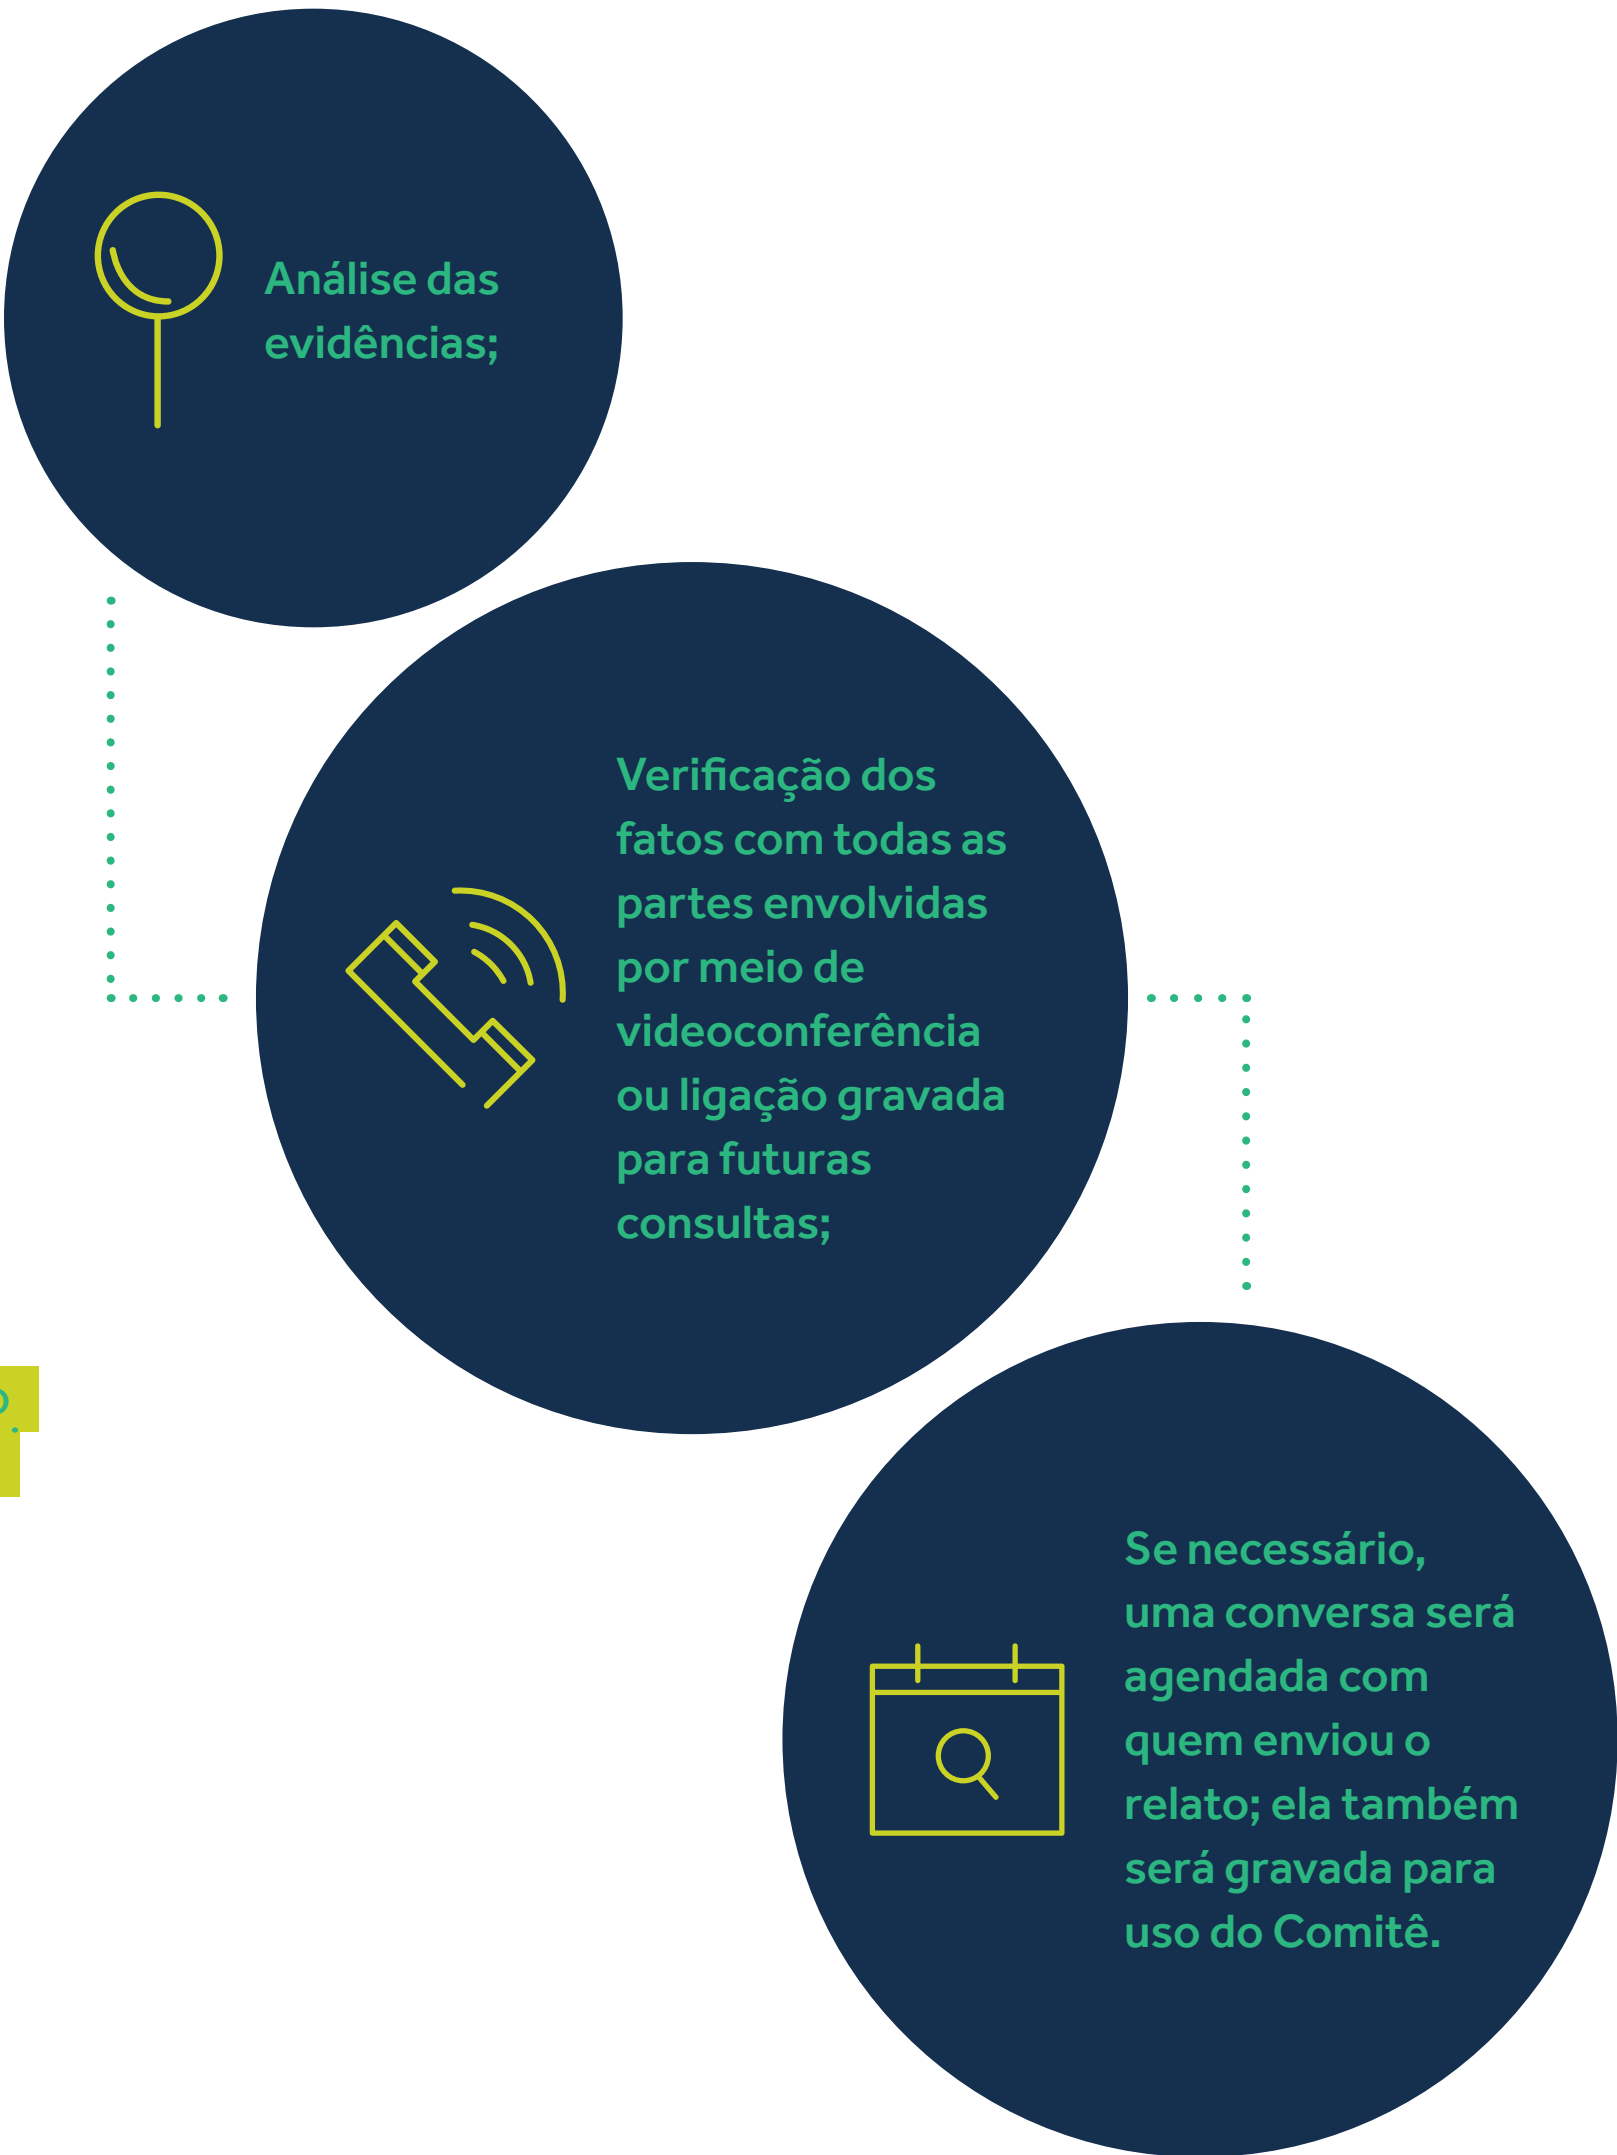 Análise das
evidências;
Verificação dos
fatos com todas as
partes envolvidas
por meio de
videoconferência
ou ligação gravada
para futuras
consultas;
Se necessário,
uma conversa será
agendada com
quem enviou o
relato; ela também
será gravada para
uso do Comitê.